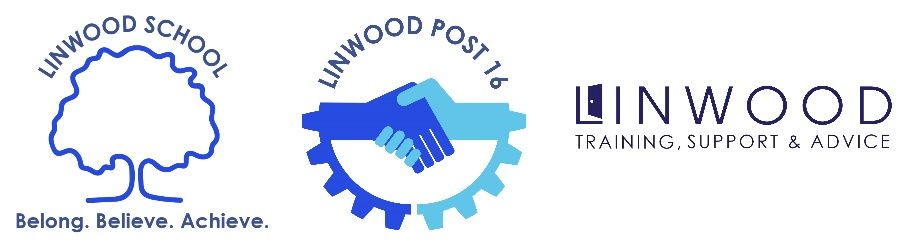 LINWOOD SCHOOL
Belong. Believe. Achieve.
LINWOOD POST 16
LINWOOD
TRAINING, SUPPORT & ADVICE